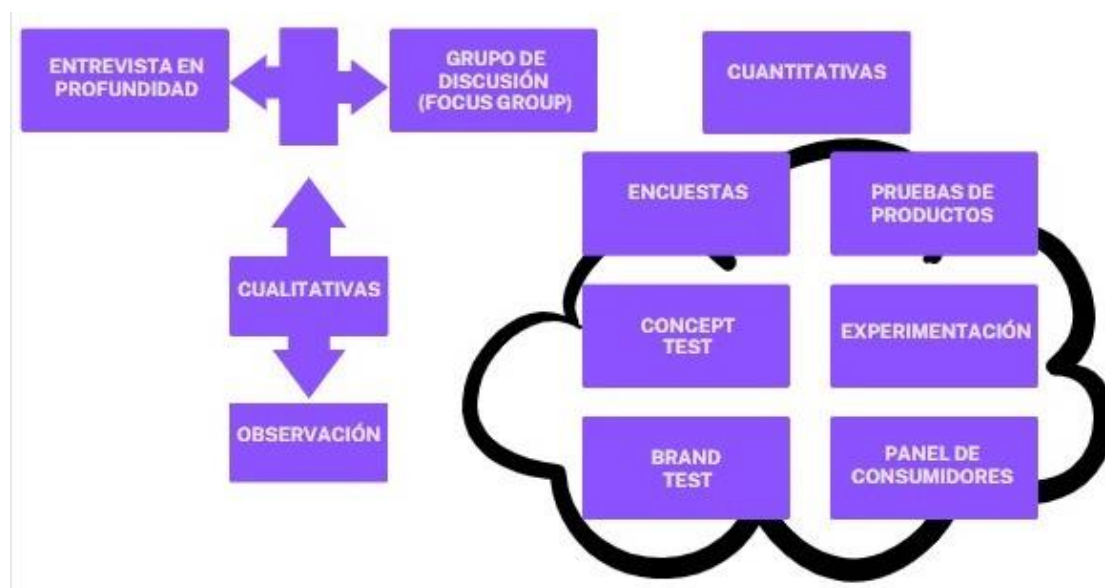 ENTREVISTA EN
PROFUNDIDAD
GRUPO DE
DISCUSIÓN
(FOCUS GROUP)
CUALITATIVAS
OBSERVACIÓN
CUANTITATIVAS
ENCUESTAS
PRUEBAS DE
PRODUCTOS
CONCEPT
TEST
EXPERIMENTACIÓN
BRAND
TEST
PANEL DE
CONSUMIDORES